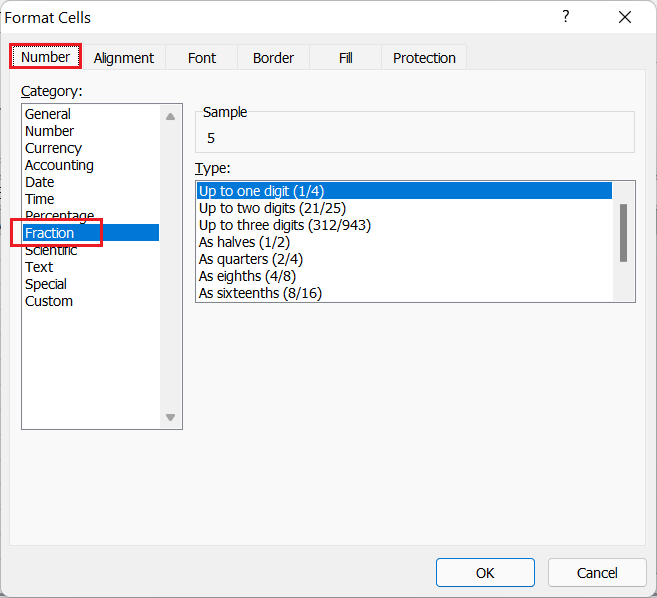 Format Cells
?
Number Alignment Font Border Fill Protection
Category:
General
Number
Currency
Accounting
Date
Time
Percentage
Fraction
Scientific
Text
Special
Custom
Sample
5
Type:
Up to one digit (1/4)
Up to two digits (21/25)
Up to three digits (312/943)
As halves (1/2)
As quarters (2/4)
As eighths (4/8)
As sixteenths (8/16)
OK Cancel